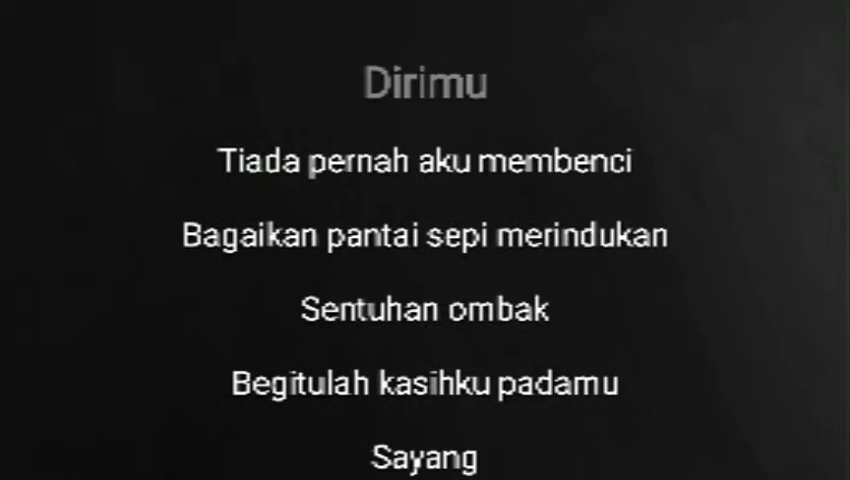 Dirimu
Tiada pernah aku membenci
Bagaikan pantai sepi merindukan
Sentuhan ombak
Begitulah kasihku padamu
Sayang